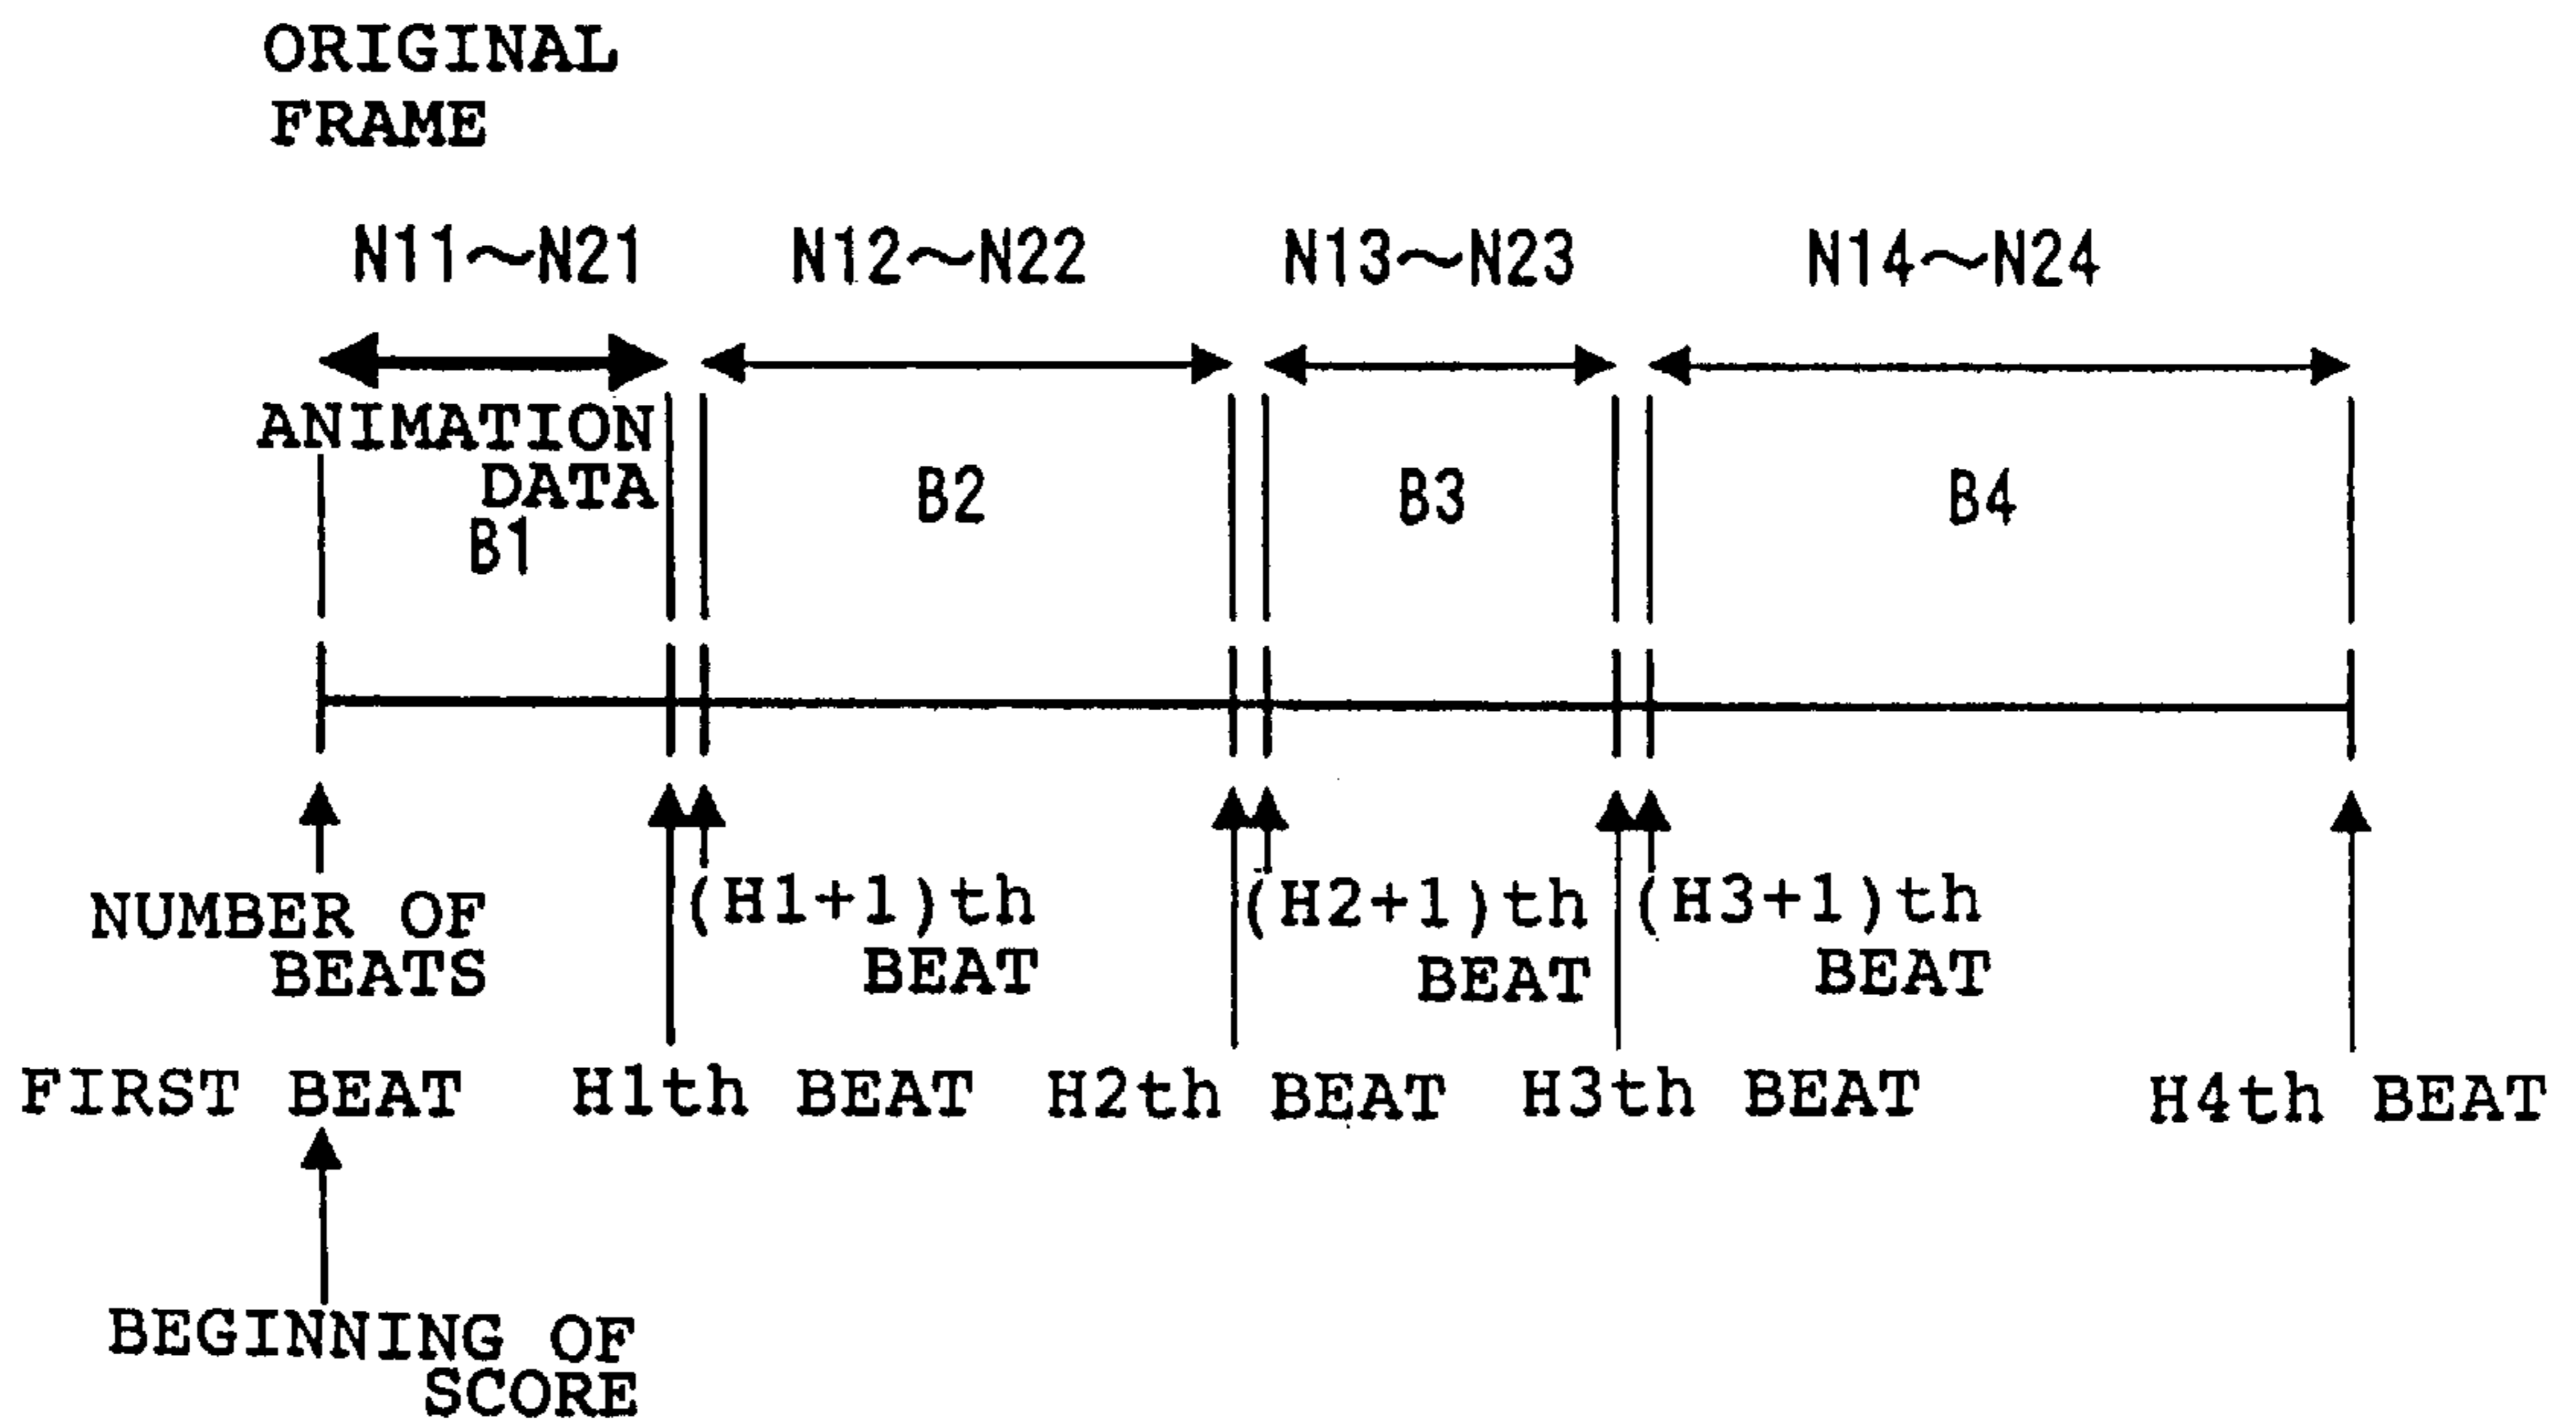 ORIGINAL
FRAME
N11～N21 N12～N22 N13～N23 N14～N24
ANIMATION
DATA
B1 B2 B3 B4
NUMBER OF
BEATS
(H1+1)th
BEAT
(H2+1)th
BEAT
(H3+1)th
BEAT
FIRST BEAT H1th BEAT H2th BEAT H3th BEAT H4th BEAT
BEGINNING OF
SCORE